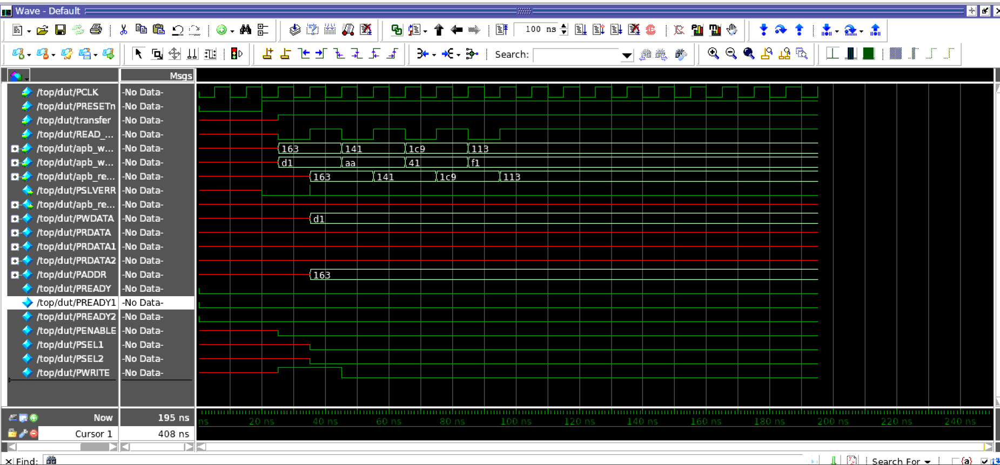 Wave - Default
100 ns
Search:
Msgs
/top/dut/PCLK -No Data-
/top/dut/PRESETn -No Data-
/top/dut/transfer -No Data-
/top/dut/READ_... -No Data-
/top/dut/apb_w... -No Data- 163 141 1c9 113
/top/dut/apb_w... -No Data- d1 aa 41 f1
/top/dut/apb_re... -No Data- 163 141 1c9 113
/top/dut/PSLVERR -No Data-
/top/dut/apb_re... -No Data-
/top/dut/PWDATA -No Data- d1
/top/dut/PRDATA -No Data-
/top/dut/PRDATA1 -No Data-
/top/dut/PRDATA2 -No Data-
/top/dut/PADDR -No Data- 163
/top/dut/PREADY -No Data-
/top/dut/PREADY1 -No Data-
/top/dut/PREADY2 -No Data-
/top/dut/PENABLE -No Data-
/top/dut/PSEL1 -No Data-
/top/dut/PSEL2 -No Data-
/top/dut/PWRITE -No Data-
Now 195 ns ns 20 ns 40 ns 60 ns 80 ns 100 ns 120 ns 140 ns 160 ns 180 ns 200 ns 220 ns 240 ns
Cursor 1 408 ns
Find: Search For {a}